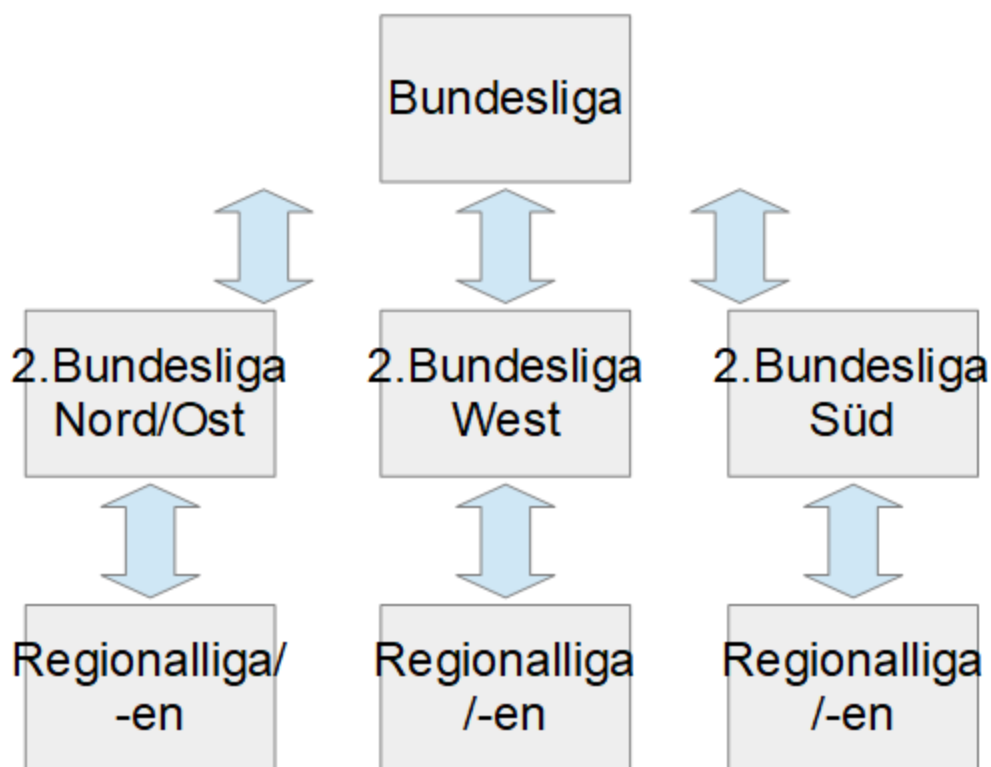 Bundesliga
2.Bundesliga
Nord/Ost
2.Bundesliga
West
2.Bundesliga
Süd
Regionalliga/
-en
Regionalliga
/-en
Regionalliga
/-en